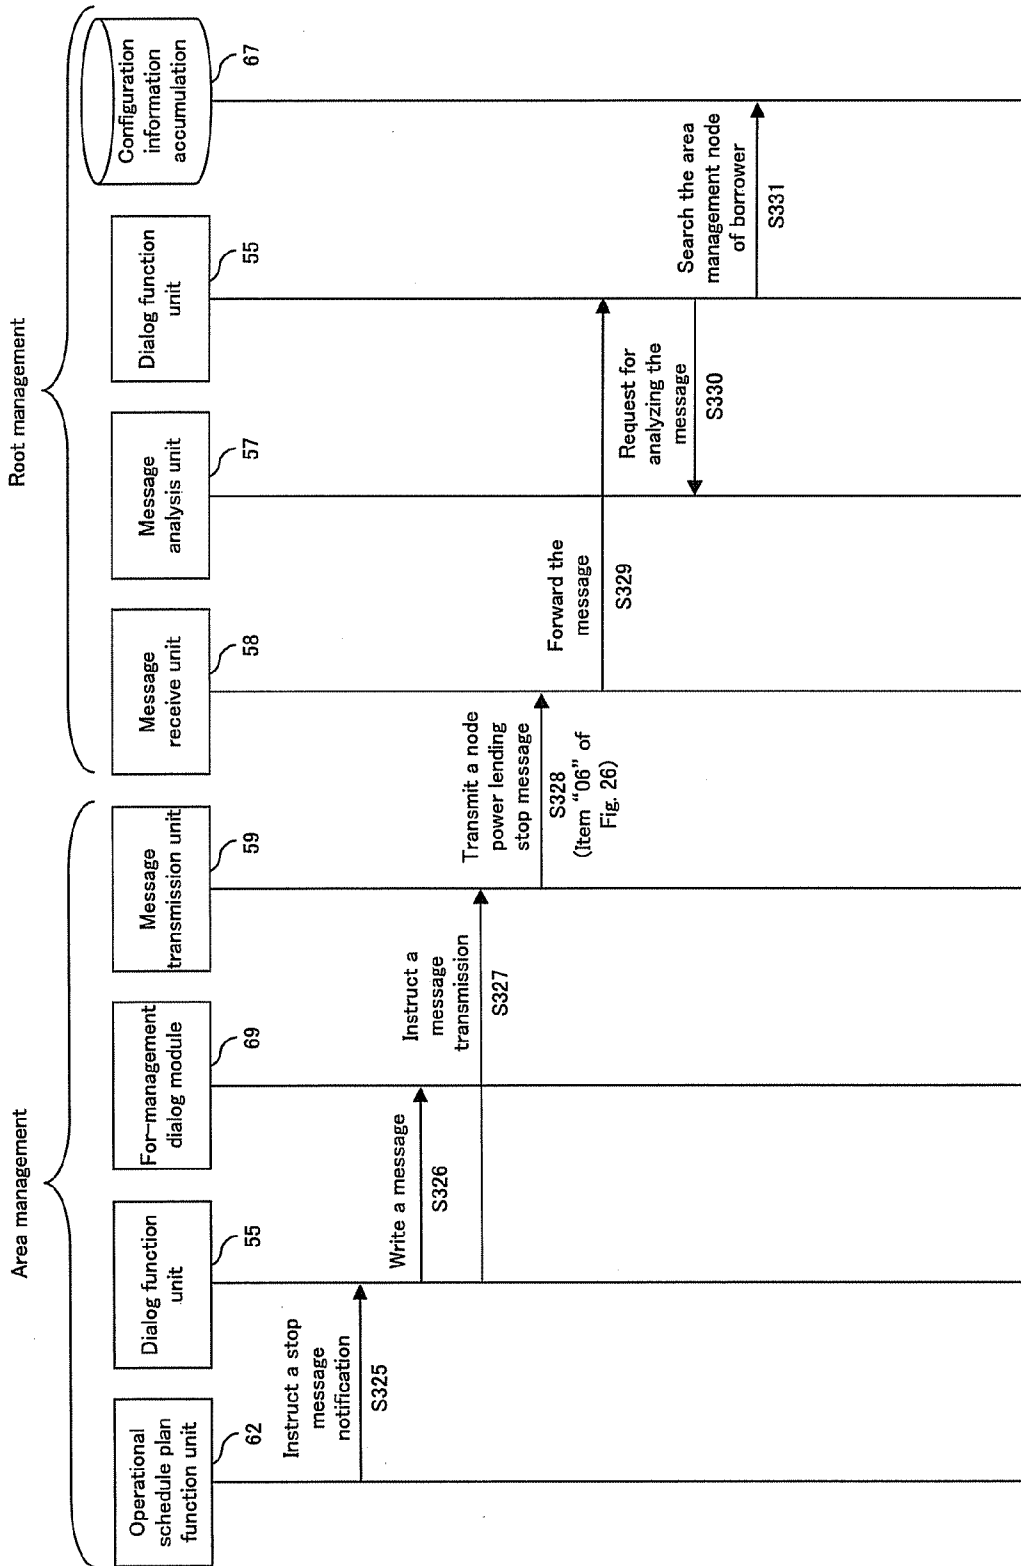 Area management
Root management
Operational
schedule plan
function unit
62
Dialog function
unit
55
For-management
dialog module
69
Message
transmission unit
59
Message
receive unit
58
Message
analysis unit
57
Dialog function
unit
55
Configuration
information
accumulation
67
Instruct a stop
message
notification
S325
Write a message
S326
Instruct a
message
transmission
S327
Transmit a node
power lending
stop message
S328
(Item "06" of
Fig. 26)
Forward the
message
S329
Request for
analyzing the
message
S330
Search the area
management node
of borrower
S331